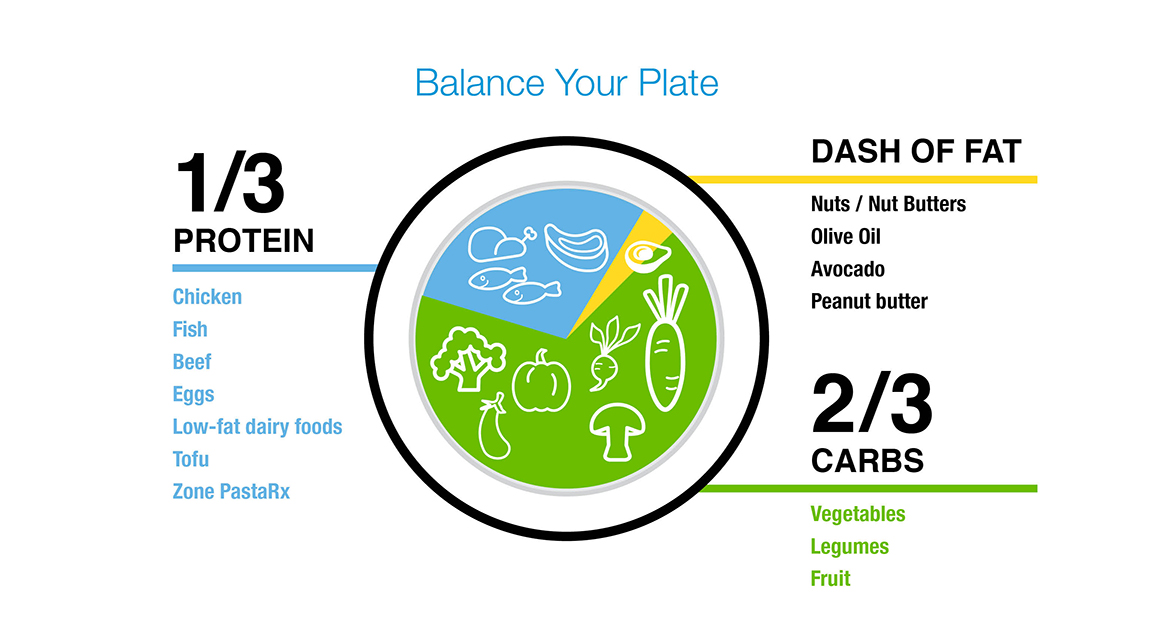 Balance Your Plate
1/3
PROTEIN
Chicken
Fish
Beef
Eggs
Low-fat dairy foods
Tofu
Zone PastaRx
DASH OF FAT
Nuts / Nut Butters
Olive Oil
Avocado
Peanut butter
2/3
CARBS
Vegetables
Legumes
Fruit